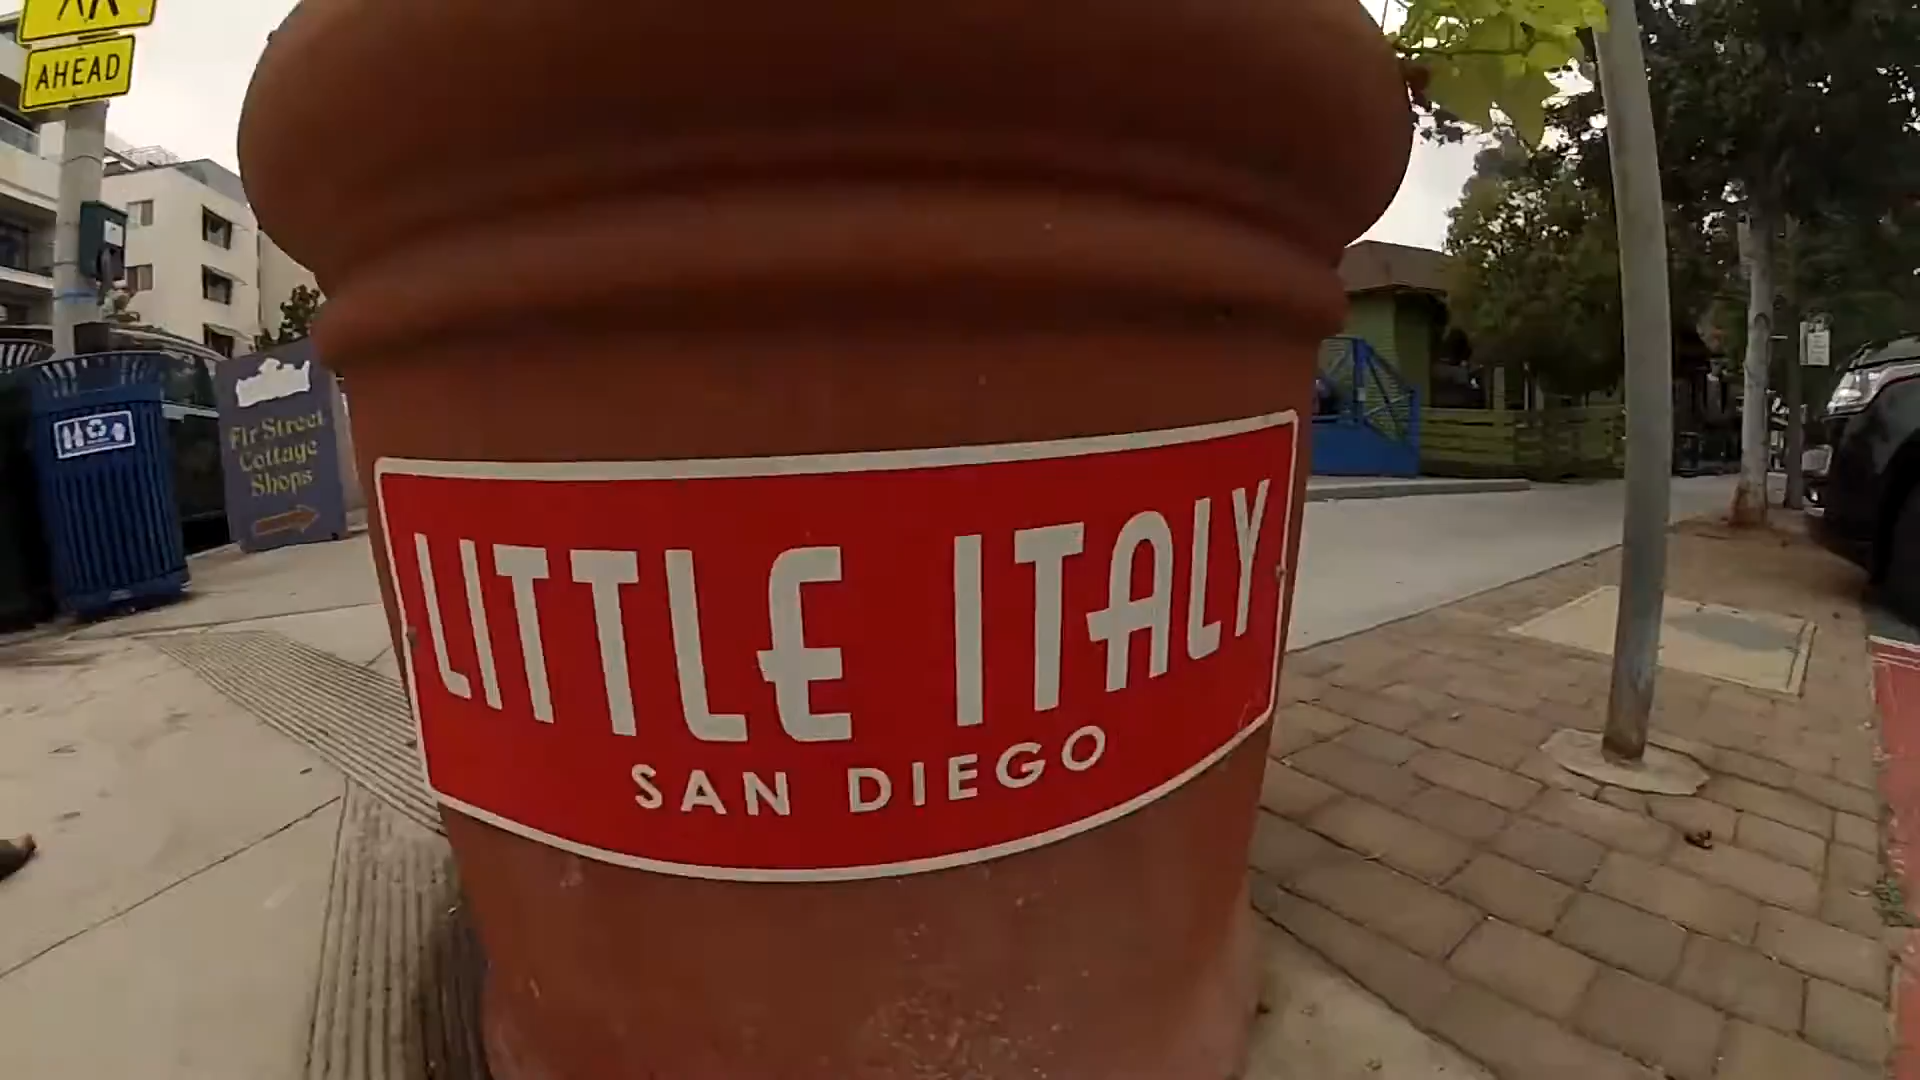 AHEAD
Fir Street
Cottage
Shops
LITTLE ITALY
SAN DIEGO